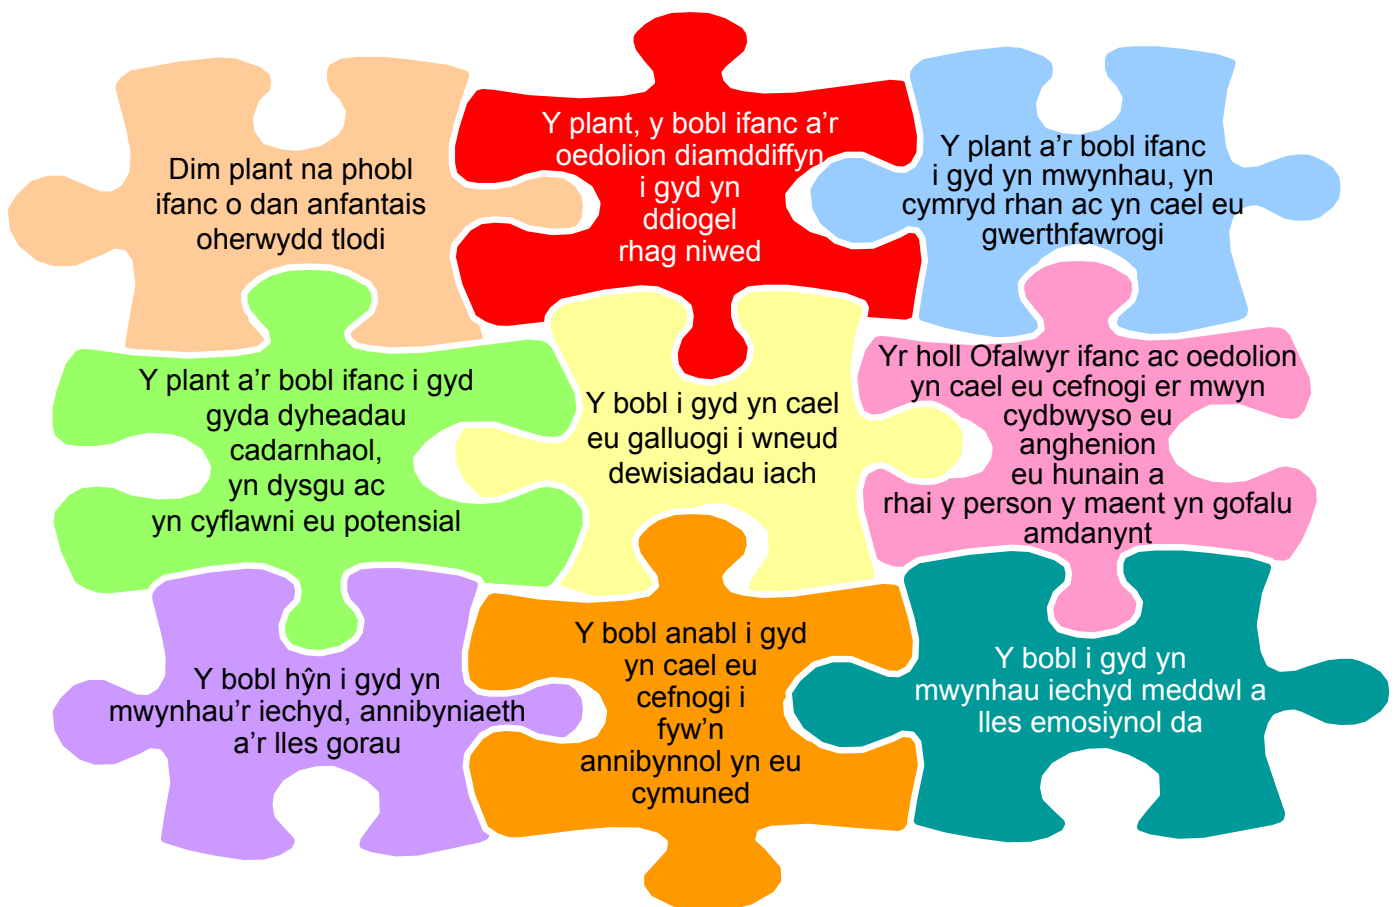 Dim plant na phobl
ifanc o dan anfantais
oherwydd tlodi
Y plant, y bobl ifanc a'r
oedolion diamddiffyn
i gyd yn
ddiogel
rhag niwed
Y plant a'r bobl ifanc
i gyd yn mwynhau, yn
cymryd rhan ac yn cael eu
gwerthfawrogi
Y plant a'r bobl ifanc i gyd
gyda dyheadau
cadarnhaol,
yn dysgu ac
yn cyflawni eu potensial
Y bobl i gyd yn cael
eu galluogi i wneud
dewisiadau iach
Yr holl Ofalwyr ifanc ac oedolion
yn cael eu cefnogi er mwyn
cydbwyso eu
anghenion
eu hunain a
rhai y person y maent yn gofalu
amdanynt
Y bobl hŷn i gyd yn
mwynhau'r iechyd, annibyniaeth
a'r lles gorau
Y bobl anabl i gyd
yn cael eu
cefnogi i
fyw'n
annibynnol yn eu
cymuned
Y bobl i gyd yn
mwynhau iechyd meddwl a
lles emosiynol da